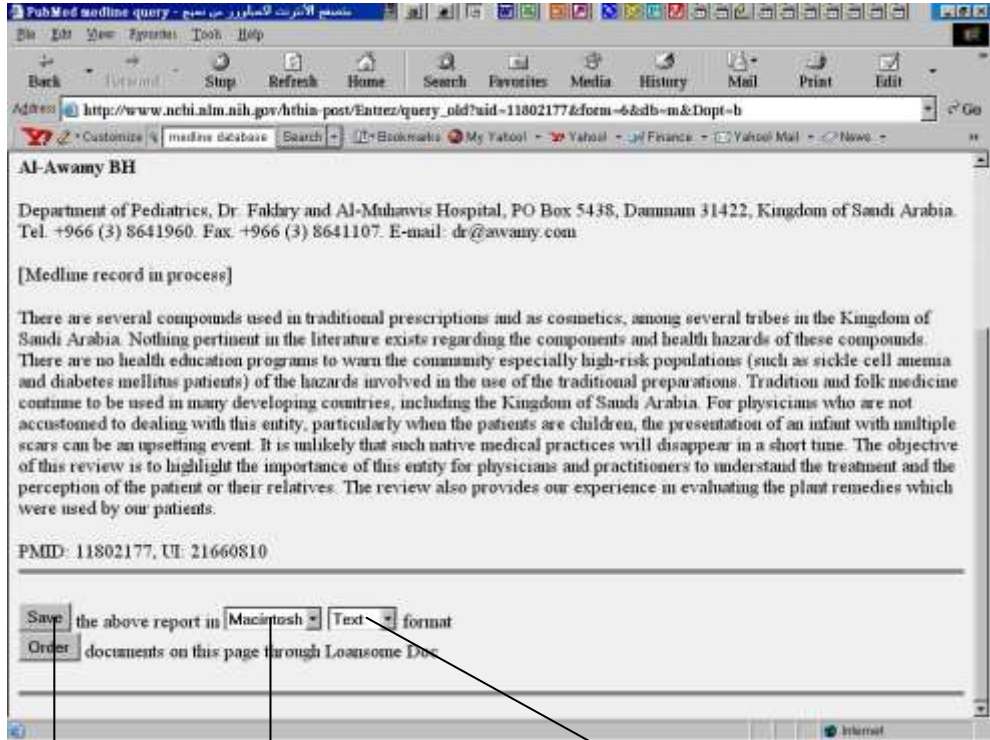 PubMed medline query - متصفح الأنترنت المطور من نسيج
File Edit View Favorites Tools Help
Back Forward Stop Refresh Home Search Favorites Media History Mail Print Edit
Address http://www.ncbi.nlm.nih.gov/htbin-post/Entrez/query_old?uid=11802177&form=6&db=m&Dopt=b Go
Customize medline database Search Bookmarks My Yahoo! Yahoo! Finance Yahoo! Mail News
Al-Awamy BH
Department of Pediatrics, Dr. Fakhry and Al-Muhawis Hospital, PO Box 5438, Dammam 31422, Kingdom of Saudi Arabia.
Tel. +966 (3) 8641960. Fax. +966 (3) 8641107. E-mail: dr@awamy.com
[Medline record in process]
There are several compounds used in traditional prescriptions and as cosmetics, among several tribes in the Kingdom of
Saudi Arabia. Nothing pertinent in the literature exists regarding the components and health hazards of these compounds.
There are no health education programs to warn the community especially high-risk populations (such as sickle cell anemia
and diabetes mellitus patients) of the hazards involved in the use of the traditional preparations. Tradition and folk medicine
continue to be used in many developing countries, including the Kingdom of Saudi Arabia. For physicians who are not
accustomed to dealing with this entity, particularly when the patients are children, the presentation of an infant with multiple
scars can be an upsetting event. It is unlikely that such native medical practices will disappear in a short time. The objective
of this review is to highlight the importance of this entity for physicians and practitioners to understand the treatment and the
perception of the patient or their relatives. The review also provides our experience in evaluating the plant remedies which
were used by our patients.
PMID: 11802177, UI: 21660810
Save the above report in Macintosh Text format
Order documents on this page through Loansome Doc
Internet